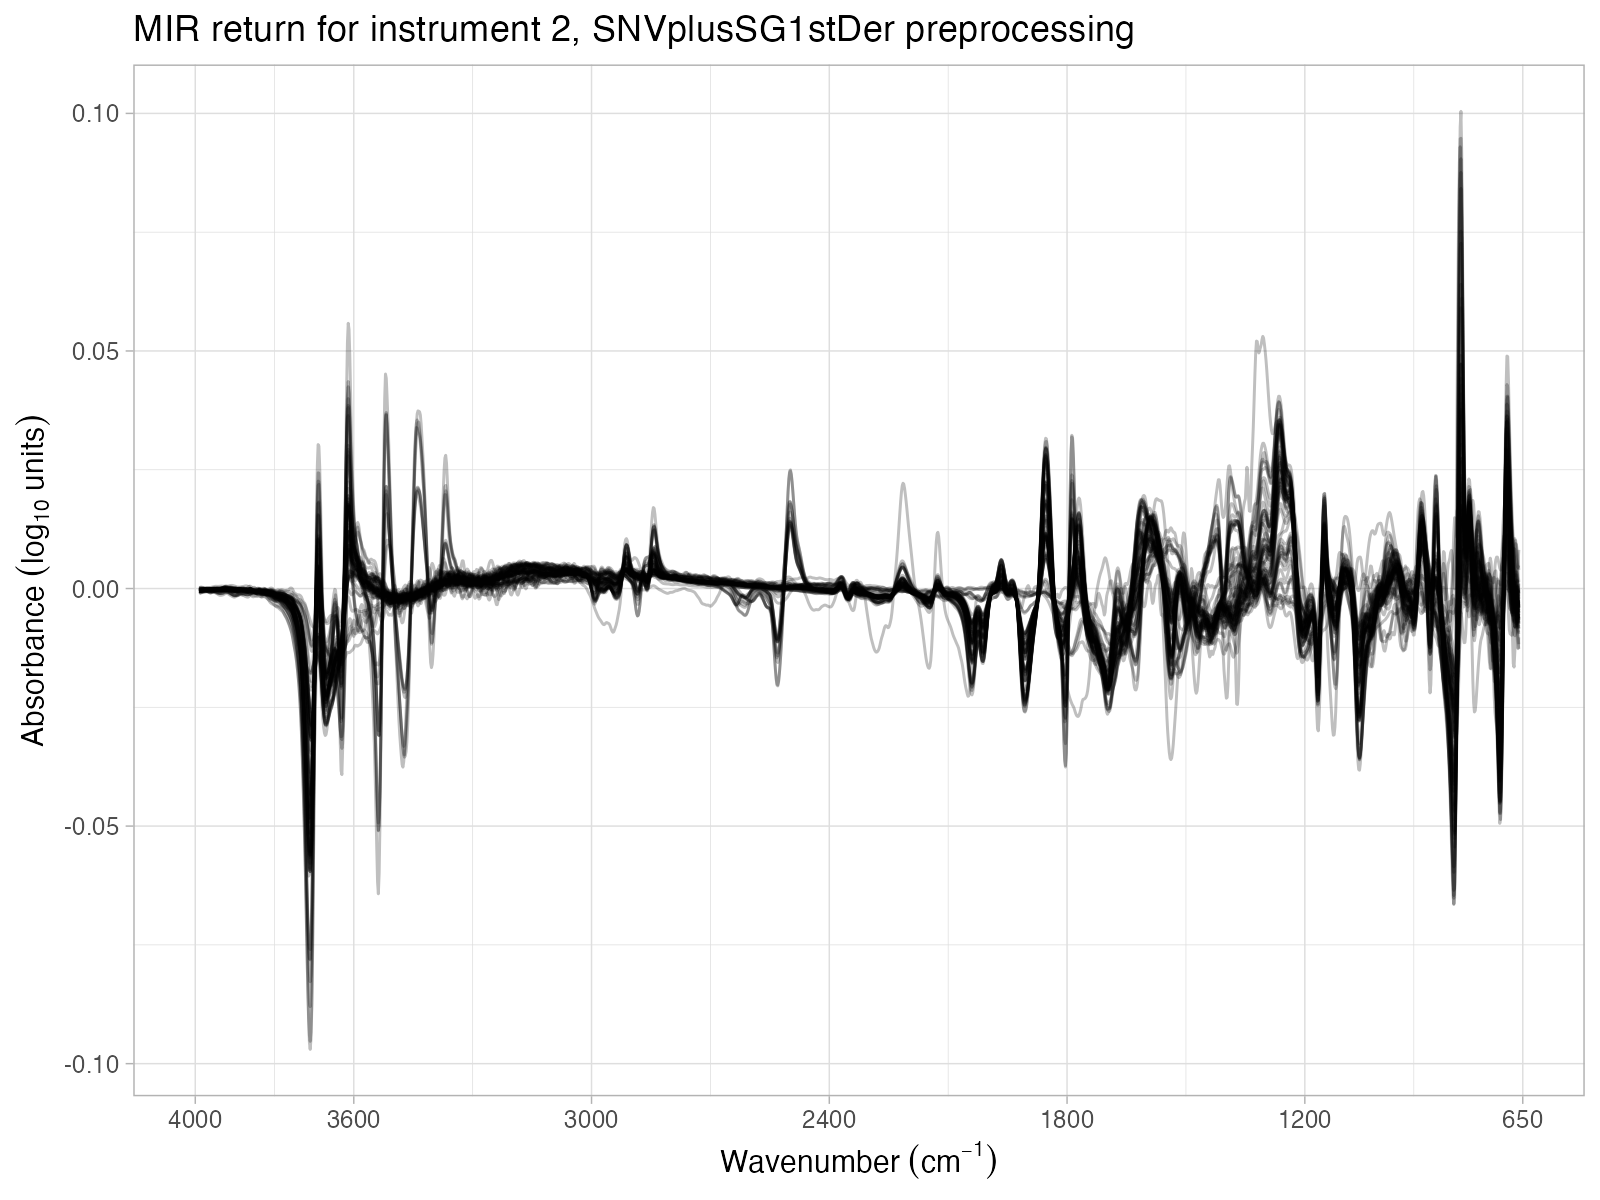 MIR return for instrument 2, SNVplusSG1stDer preprocessing
0.10
0.05
0.00
-0.05
-0.10
Absorbance (log₁₀ units)
4000 3600 3000 2400 1800 1200 650
Wavenumber (cm⁻¹)